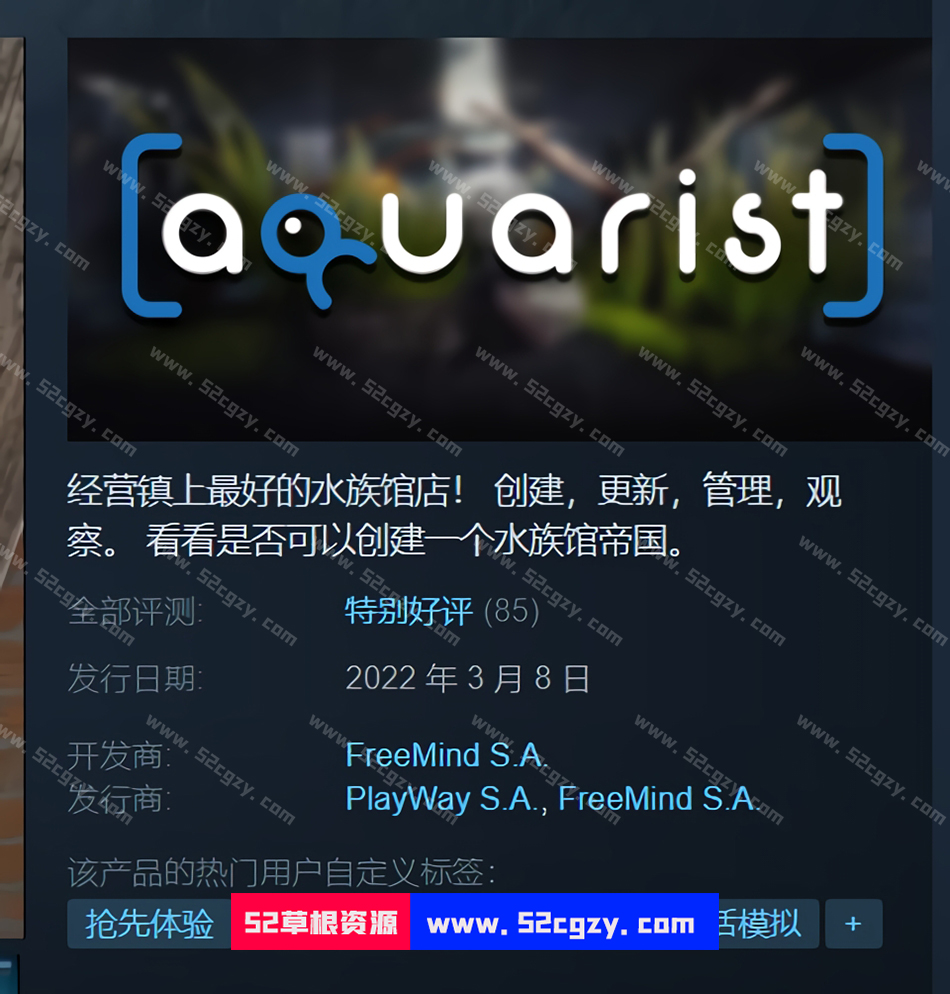 [aquarist]
经营镇上最好的水族馆店！ 创建，更新，管理，观
察。 看看是否可以创建一个水族馆帝国。
全部评测: 特别好评 (85)
发行日期: 2022 年 3 月 8 日
开发商: FreeMind S.A.
发行商: PlayWay S.A., FreeMind S.A.
该产品的热门用户自定义标签:
抢先体验 52草根资源 www.52cgzy.com 模拟 +